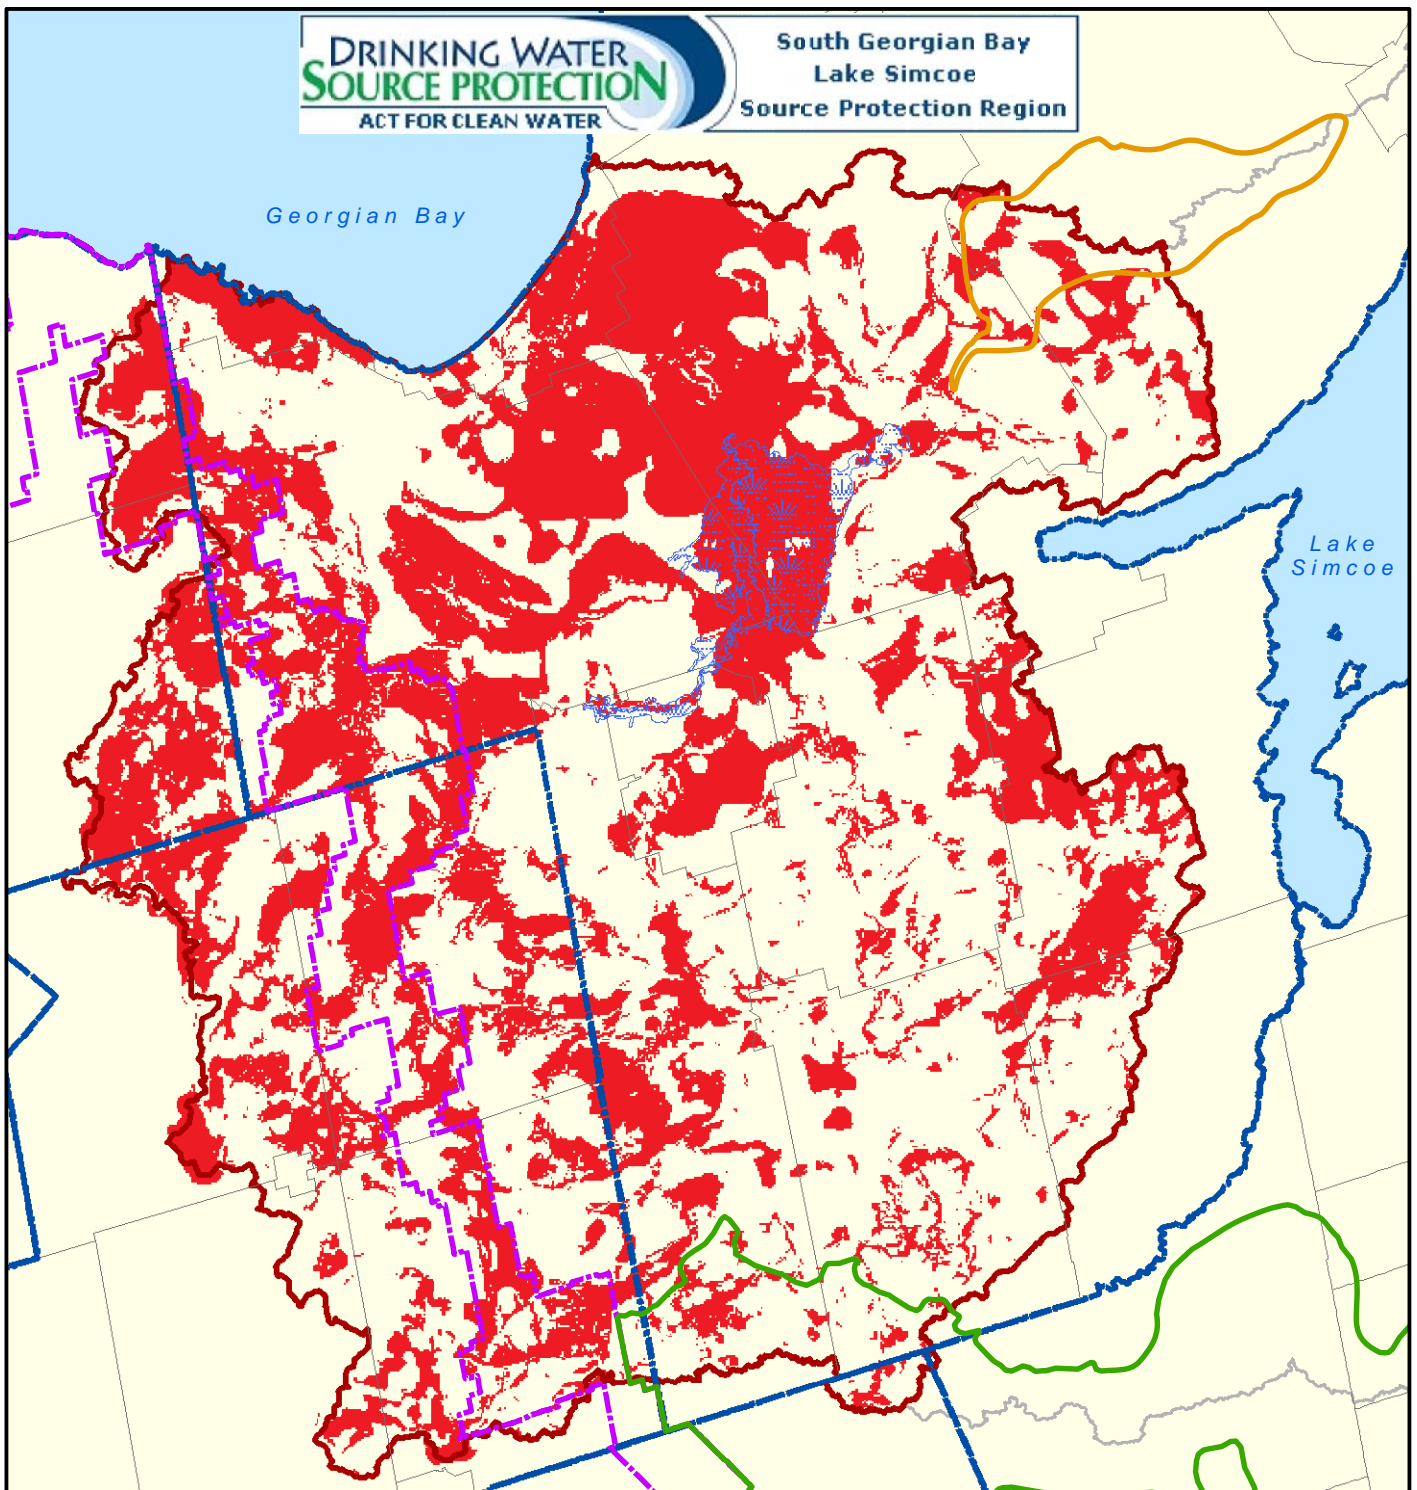 DRINKING WATER
SOURCE PROTECTION
ACT FOR CLEAN WATER
South Georgian Bay
Lake Simcoe
Source Protection Region
Georgian Bay
Lake
Simcoe